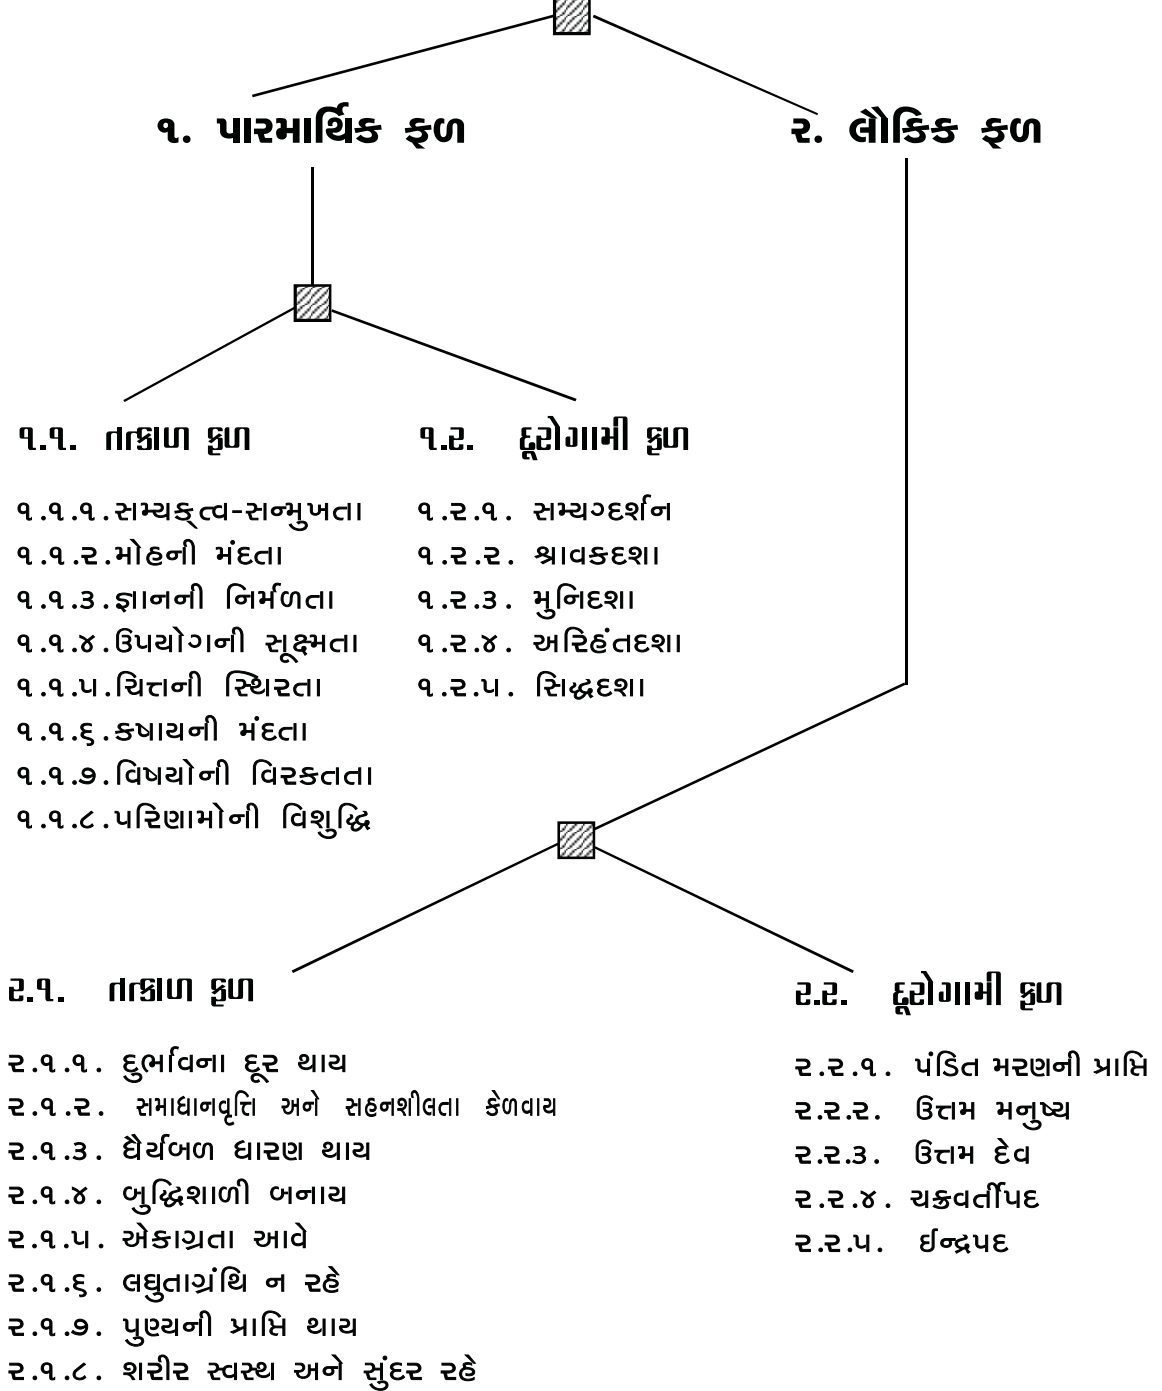 ૧. પારમાર્થિક ફળ
૨. લૌકિક ફળ
૧.૧. તત્કાળ ફળ
૧.૧.૧.સમ્યક્ત્વ-સન્મુખતા
૧.૧.૨.મોહની મંદતા
૧.૧.૩.જ્ઞાનની નિર્મળતા
૧.૧.૪.ઉપયોગની સૂક્ષ્મતા
૧.૧.૫.ચિત્તની સ્થિરતા
૧.૧.૬.કષાયની મંદતા
૧.૧.૭.વિષયોની વિરકતતા
૧.૧.૮.પરિણામોની વિશુદ્ધિ
૧.૨. દૂરોગામી ફળ
૧.૨.૧. સમ્યગ્દર્શન
૧.૨.૨. શ્રાવકદશા
૧.૨.૩. મુનિદશા
૧.૨.૪. અરિહંતદશા
૧.૨.૫. સિદ્ધદશા
૨.૧. તત્કાળ ફળ
૨.૧.૧. દુર્ભાવના દૂર થાય
૨.૧.૨. સમાધાનવૃત્તિ અને સહનશીલતા કેળવાય
૨.૧.૩. ધૈર્યબળ ધારણ થાય
૨.૧.૪. બુદ્ધિશાળી બનાય
૨.૧.૫. એકાગ્રતા આવે
૨.૧.૬. લઘુતાગ્રંથિ ન રહે
૨.૧.૭. પુણ્યની પ્રાપ્તિ થાય
૨.૧.૮. શરીર સ્વસ્થ અને સુંદર રહે
૨.૨. દૂરોગામી ફળ
૨.૨.૧. પંડિત મરણની પ્રાપ્તિ
૨.૨.૨. ઉત્તમ મનુષ્ય
૨.૨.૩. ઉત્તમ દેવ
૨.૨.૪. ચક્રવર્તીપદ
૨.૨.૫. ઈન્દ્રપદ